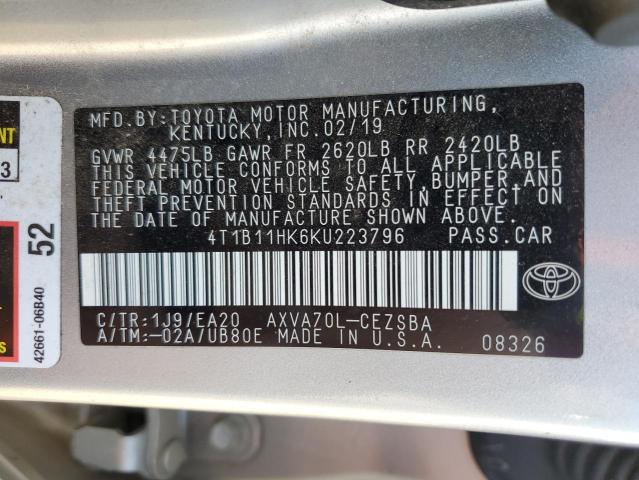 MFD.BY:TOYOTA MOTOR MANUFACTURING,
KENTUCKY,INC.02/19
GVWR 4475LB GAWR FR 2620LB RR 2420LB
THIS VEHICLE CONFORMS TO ALL APPLICABLE
FEDERAL MOTOR VEHICLE SAFETY,BUMPER,AND
THEFT PREVENTION STANDARDS IN EFFECT ON
THE DATE OF MANUFACTURE SHOWN ABOVE.
4T1B11HK6KU223796 PASS.CAR
TOYOTA
C/TR:1J9/EA20 AXVA70L-CEZSBA
A/TM:-02A/UB80E MADE IN U.S.A. 08326
52
42661-06B40